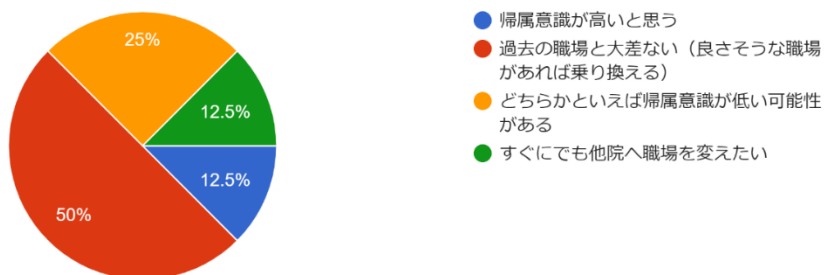 25%
12.5%
12.5%
50%
帰属意識が高いと思う
過去の職場と大差ない（良さそうな職場
があれば乗り換える）
どちらかといえば帰属意識が低い可能性
がある
すぐにでも他院へ職場を変えたい